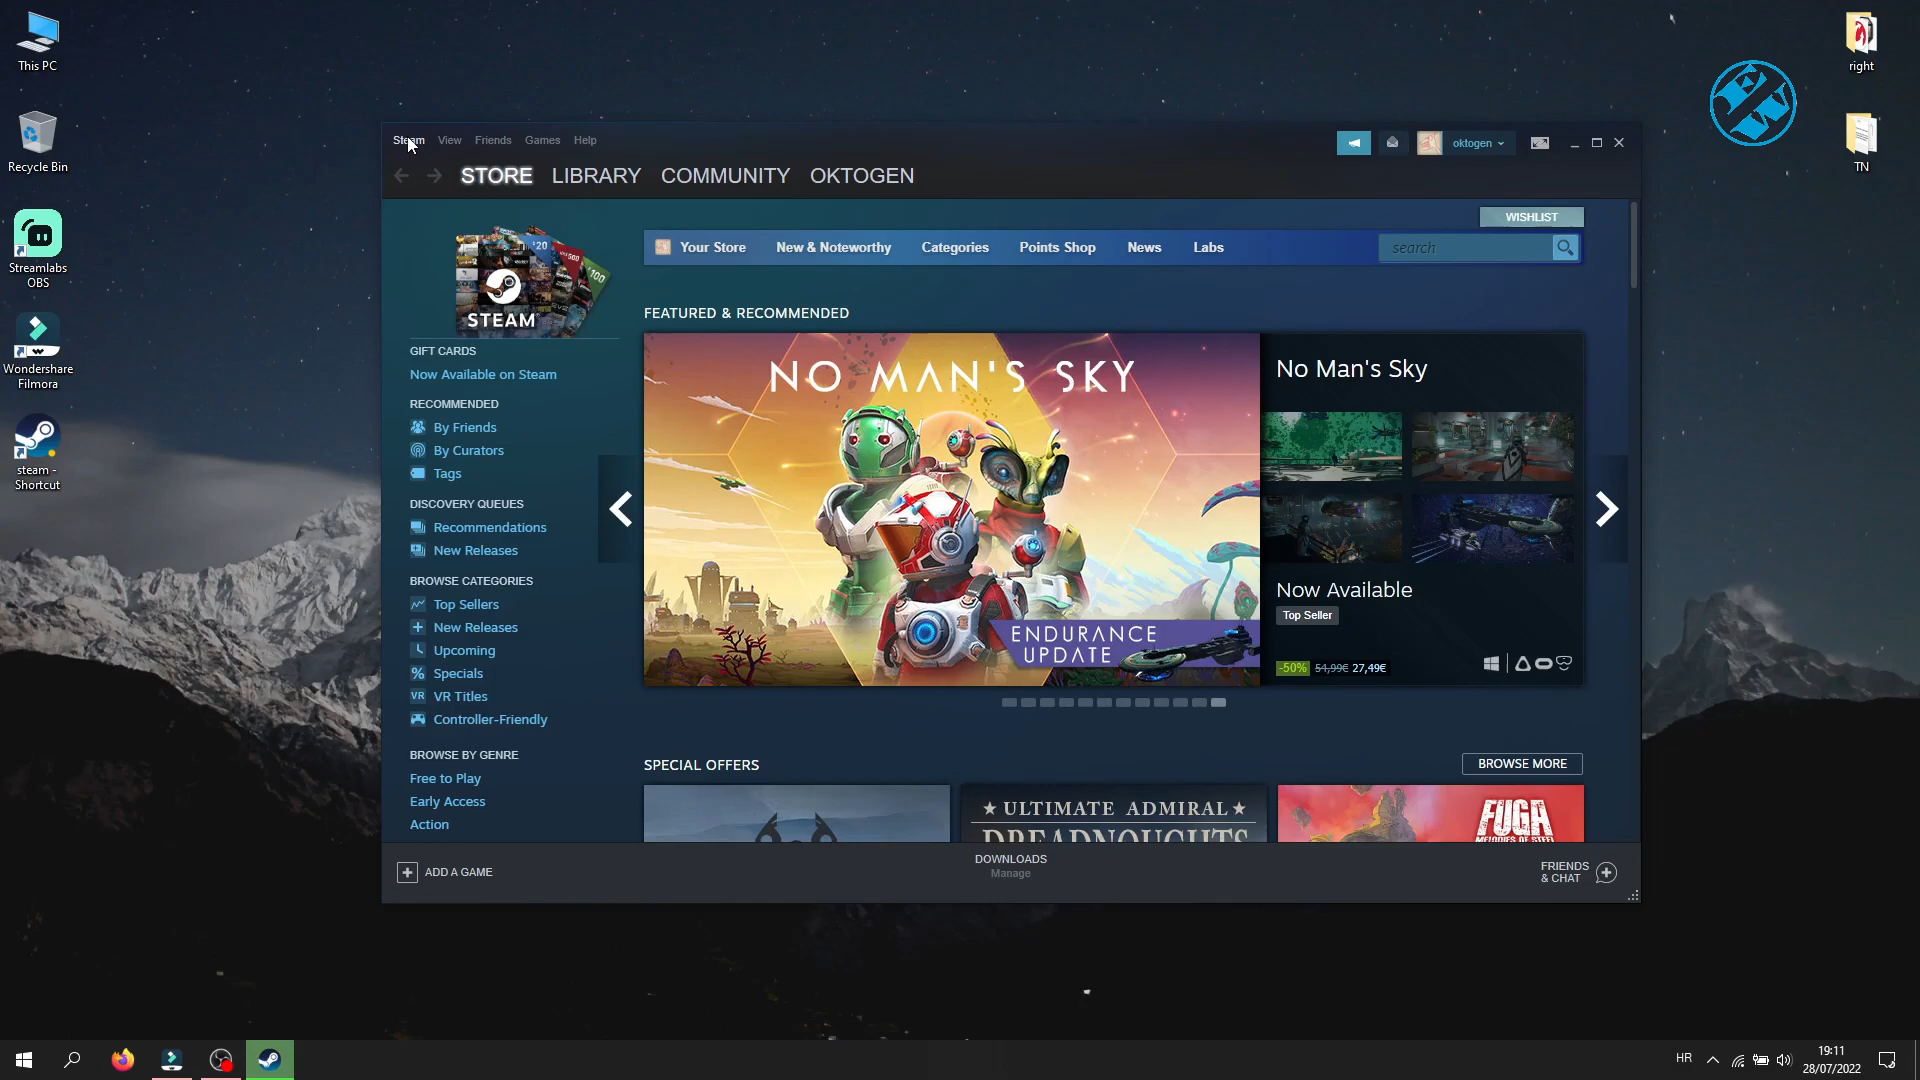 This PC
Recycle Bin
Streamlabs
OBS
Wondershare
Filmora
steam -
Shortcut
right
TN
Steam View Friends Games Help
oktogen
STORE LIBRARY COMMUNITY OKTOGEN
WISHLIST
Your Store New & Noteworthy Categories Points Shop News Labs
search
STEAM
GIFT CARDS
Now Available on Steam
RECOMMENDED
By Friends
By Curators
Tags
DISCOVERY QUEUES
Recommendations
New Releases
BROWSE CATEGORIES
Top Sellers
New Releases
Upcoming
% Specials
VR VR Titles
Controller-Friendly
BROWSE BY GENRE
Free to Play
Early Access
Action
FEATURED & RECOMMENDED
NO MAN'S SKY
ENDURANCE
UPDATE
No Man's Sky
Now Available
Top Seller
-50% 54,99€ 27,49€
SPECIAL OFFERS
BROWSE MORE
ULTIMATE ADMIRAL
DREADNOUGHTS
FUGA
MELODIES OF STEEL
ADD A GAME
DOWNLOADS
Manage
FRIENDS
& CHAT
HR
19:11
28/07/2022